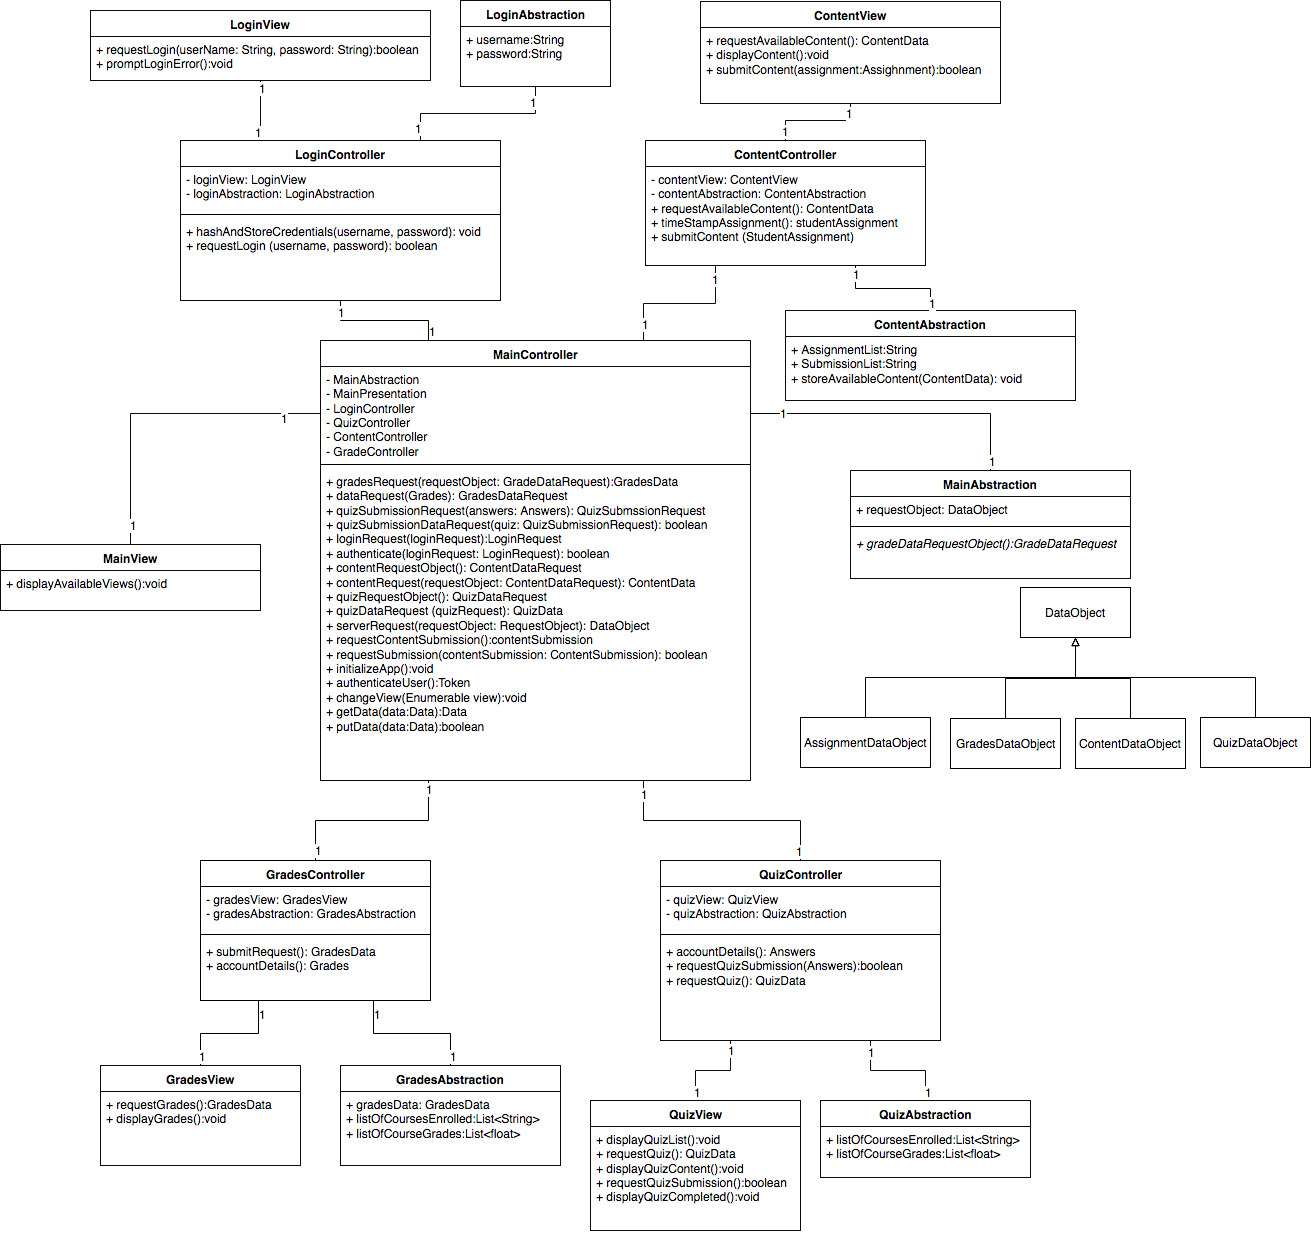 LoginView
+ requestLogin(userName: String, password: String):boolean
+ promptLoginError():void
LoginAbstraction
+ username:String
+ password:String
ContentView
+ requestAvailableContent(): ContentData
+ displayContent():void
+ submitContent(assignment:Assighnment):boolean
1
1
1
1
1
1
LoginController
- loginView: LoginView
- loginAbstraction: LoginAbstraction
+ hashAndStoreCredentials(username, password): void
+ requestLogin (username, password): boolean
ContentController
- contentView: ContentView
- contentAbstraction: ContentAbstraction
+ requestAvailableContent(): ContentData
+ timeStampAssignment(): studentAssignment
+ submitContent (StudentAssignment)
1
1
1
1
1
1
ContentAbstraction
+ AssignmentList:String
+ SubmissionList:String
+ storeAvailableContent(ContentData): void
MainController
- MainAbstraction
- MainPresentation
- LoginController
- QuizController
- ContentController
- GradeController
+ gradesRequest(requestObject: GradeDataRequest):GradesData
+ dataRequest(Grades): GradesDataRequest
+ quizSubmissionRequest(answers: Answers): QuizSubmssionRequest
+ quizSubmissionDataRequest(quiz: QuizSubmissionRequest): boolean
+ loginRequest(loginRequest):LoginRequest
+ authenticate(loginRequest: LoginRequest): boolean
+ contentRequestObject(): ContentDataRequest
+ contentRequest(requestObject: ContentDataRequest): ContentData
+ quizRequestObject(): QuizDataRequest
+ quizDataRequest (quizRequest): QuizData
+ serverRequest(requestObject: RequestObject): DataObject
+ requestContentSubmission():contentSubmission
+ requestSubmission(contentSubmission: ContentSubmission): boolean
+ initializeApp():void
+ authenticateUser():Token
+ changeView(Enumerable view):void
+ getData(data:Data):Data
+ putData(data:Data):boolean
1
1
1
1
MainView
+ displayAvailableViews():void
MainAbstraction
+ requestObject: DataObject
+ gradeDataRequestObject():GradeDataRequest
DataObject
AssignmentDataObject
GradesDataObject
ContentDataObject
QuizDataObject
1
1
1
1
GradesController
- gradesView: GradesView
- gradesAbstraction: GradesAbstraction
+ submitRequest(): GradesData
+ accountDetails(): Grades
QuizController
- quizView: QuizView
- quizAbstraction: QuizAbstraction
+ accountDetails(): Answers
+ requestQuizSubmission(Answers):boolean
+ requestQuiz(): QuizData
1
1
1
1
1
1
1
1
GradesView
+ requestGrades():GradesData
+ displayGrades():void
GradesAbstraction
+ gradesData: GradesData
+ listOfCoursesEnrolled:List<String>
+ listOfCourseGrades:List<float>
QuizView
+ displayQuizList():void
+ requestQuiz(): QuizData
+ displayQuizContent():void
+ requestQuizSubmission():boolean
+ displayQuizCompleted():void
QuizAbstraction
+ listOfCoursesEnrolled:List<String>
+ listOfCourseGrades:List<float>